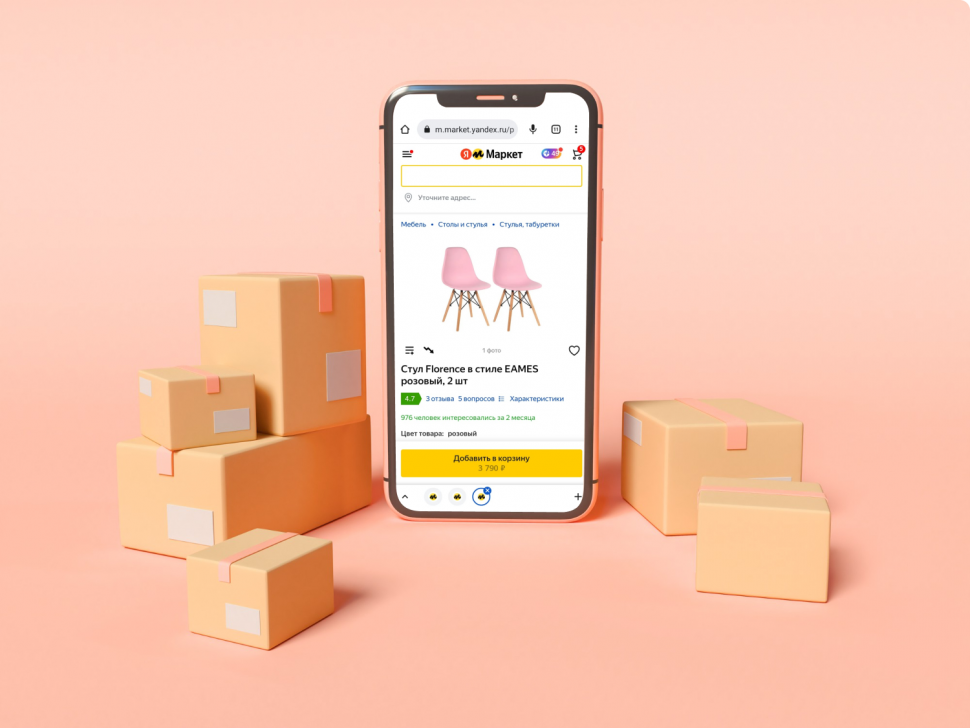 m.market.yandex.ru/p
Я Маркет
49
5
Уточните адрес...
Мебель • Столы и стулья • Стулья, табуретки
1 фото
Стул Florence в стиле EAMES
розовый, 2 шт
4.7 3 отзыва 5 вопросов Характеристики
976 человек интересовались за 2 месяца
Цвет товара: розовый
Добавить в корзину
3 790 ₽